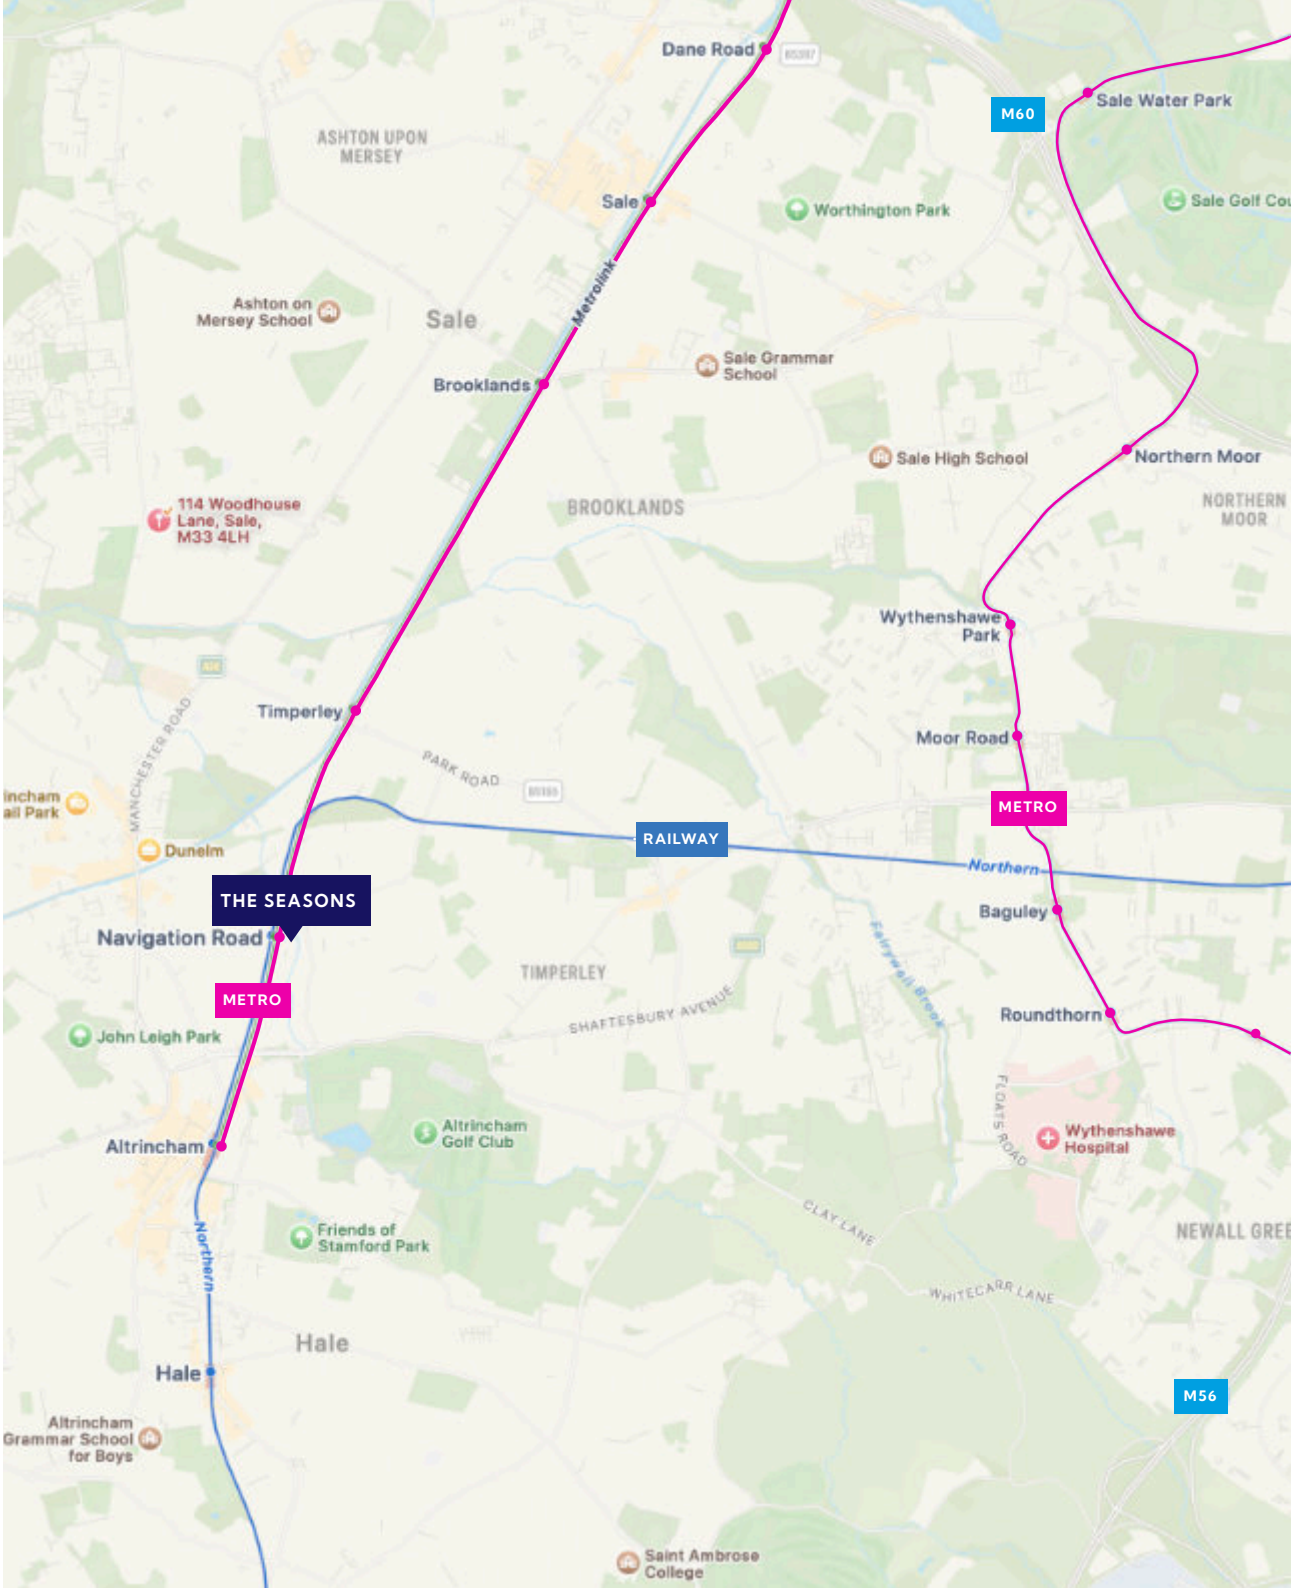 Dane Road
M60
Sale Water Park
ASHTON UPON
MERSEY
Sale
Worthington Park
Sale Golf Cou
Metrolink
Ashton on
Mersey School
Sale
Sale Grammar
School
Brooklands
Sale High School
Northern Moor
114 Woodhouse
Lane, Sale,
M33 4LH
BROOKLANDS
NORTHERN
MOOR
Wythenshawe
Park
MANCHESTER ROAD
Timperley
Moor Road
PARK ROAD
incham
ail Park
METRO
RAILWAY
Dunelm
Northern
THE SEASONS
Baguley
Navigation Road
Fairywell Brook
TIMPERLEY
METRO
SHAFTESBURY AVENUE
Roundthorn
John Leigh Park
FLOATS ROAD
Altrincham
Golf Club
Wythenshawe
Hospital
Altrincham
CLAY LANE
Friends of
Stamford Park
NEWALL GREE
Northern
WHITECARR LANE
Hale
Hale
M56
Altrincham
Grammar School
for Boys
Saint Ambrose
College